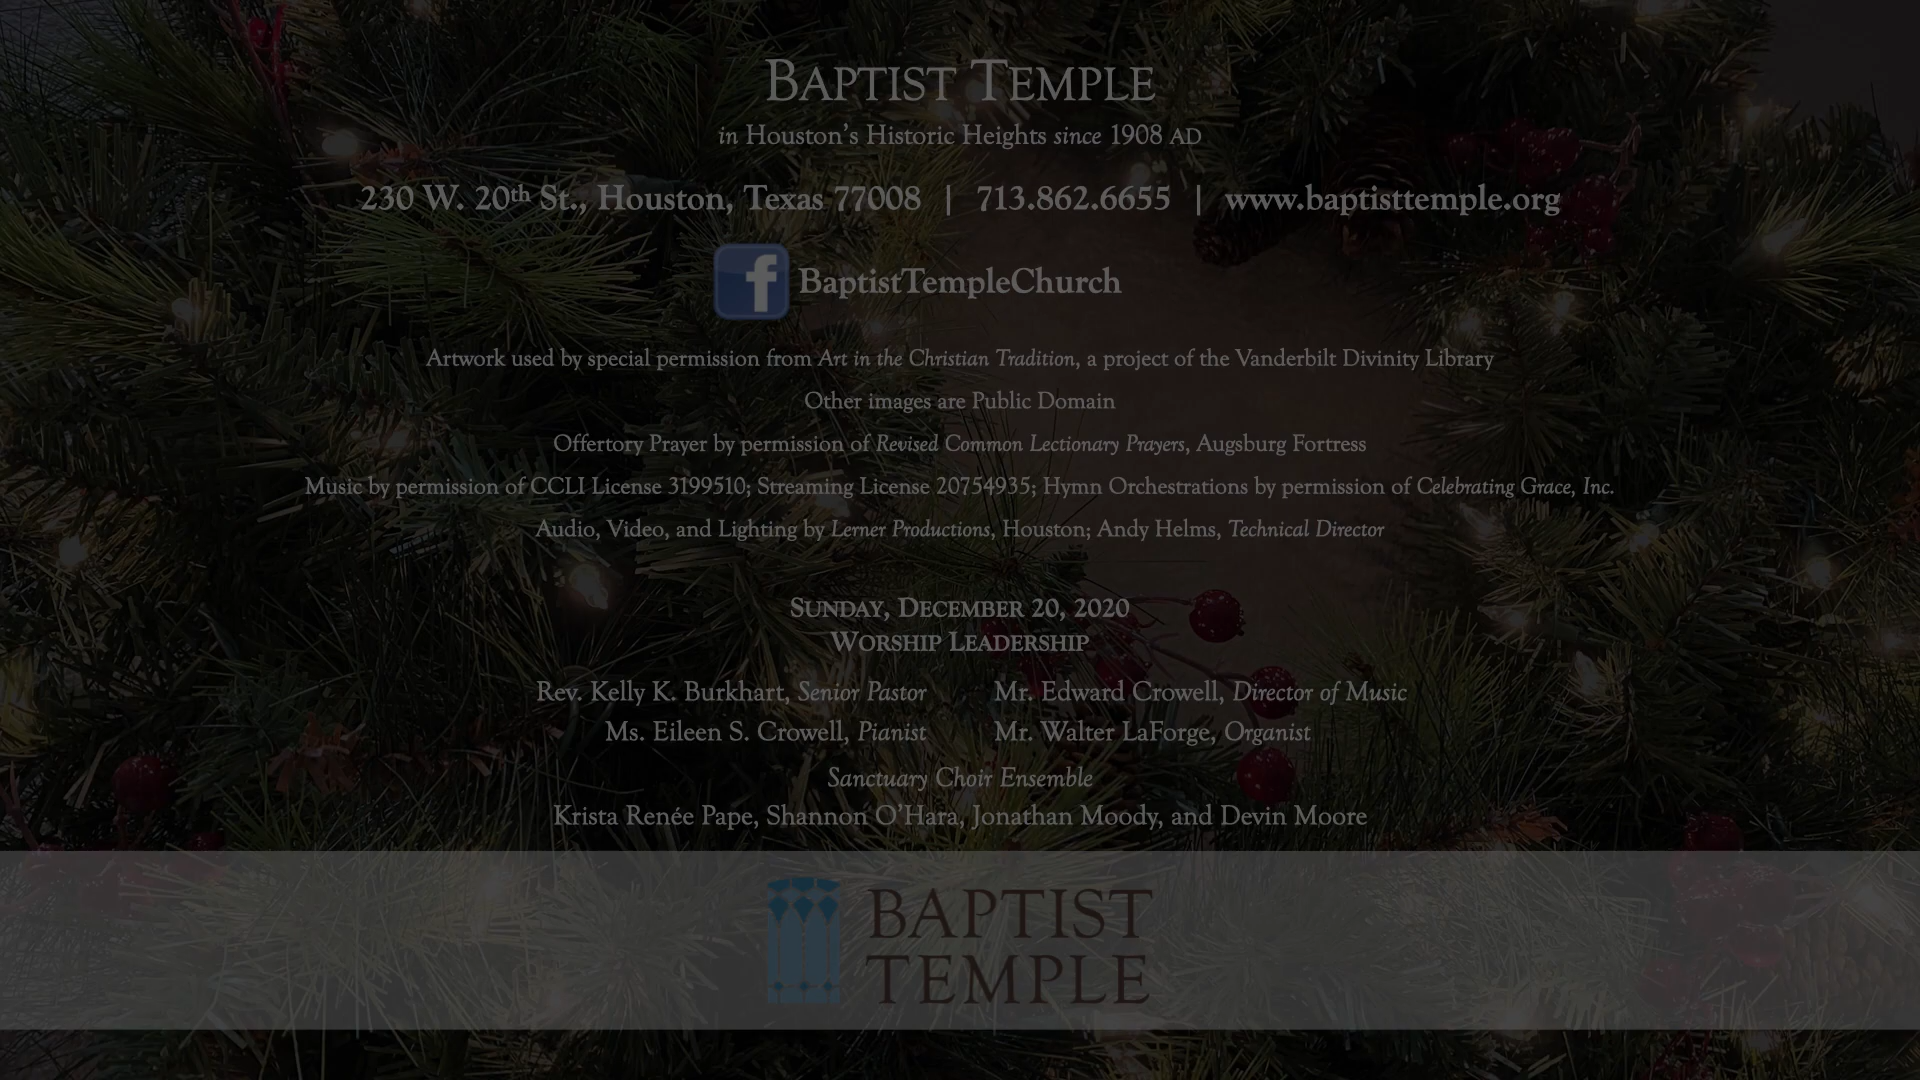 BAPTIST TEMPLE
in Houston’s Historic Heights since 1908 AD
230 W. 20th St., Houston, Texas 77008 | 713.862.6655 | www.baptisttemple.org
f BaptistTempleChurch
Artwork used by special permission from Art in the Christian Tradition, a project of the Vanderbilt Divinity Library
Other images are Public Domain
Offertory Prayer by permission of Revised Common Lectionary Prayers, Augsburg Fortress
Music by permission of CCLI License 3199510; Streaming License 20754935; Hymn Orchestrations by permission of Celebrating Grace, Inc.
Audio, Video, and Lighting by Lerner Productions, Houston; Andy Helms, Technical Director
SUNDAY, DECEMBER 20, 2020
WORSHIP LEADERSHIP
Rev. Kelly K. Burkhart, Senior Pastor Mr. Edward Crowell, Director of Music
Ms. Eileen S. Crowell, Pianist Mr. Walter LaForge, Organist
Sanctuary Choir Ensemble
Krista Renée Pape, Shannon O’Hara, Jonathan Moody, and Devin Moore
BAPTIST
TEMPLE